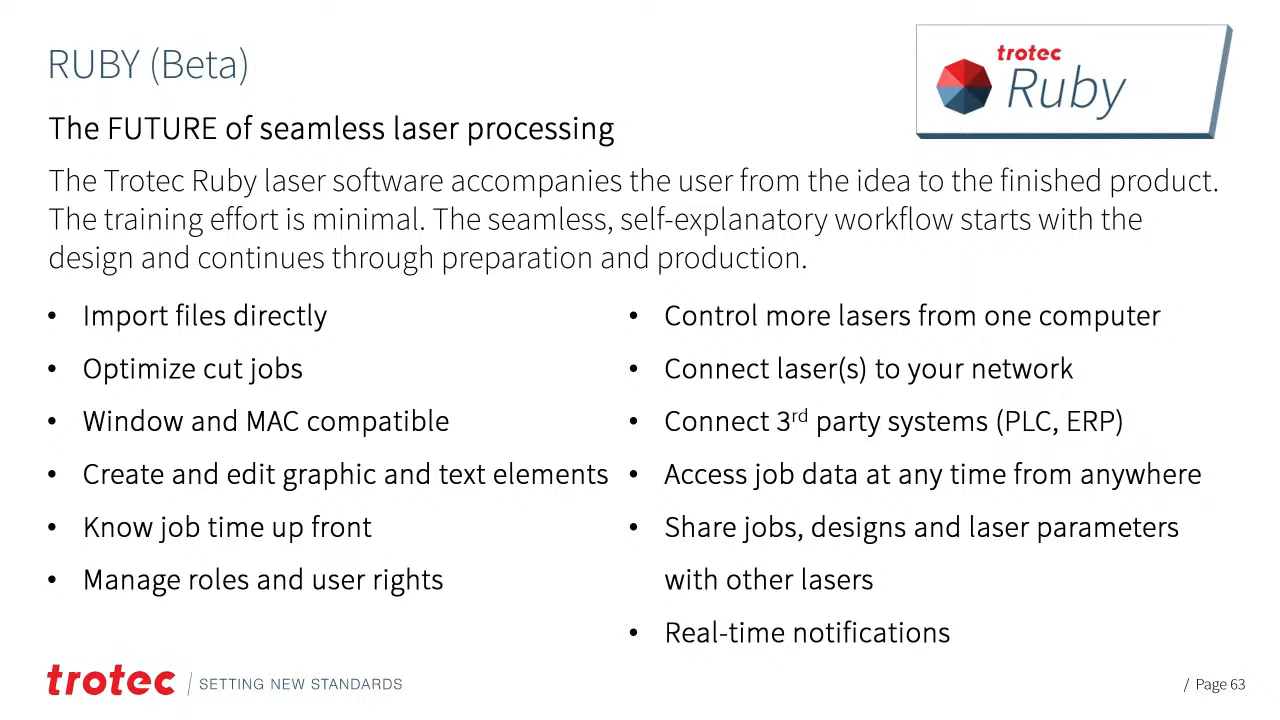 RUBY (Beta)
trotec
Ruby
The FUTURE of seamless laser processing
The Trotec Ruby laser software accompanies the user from the idea to the finished product.
The training effort is minimal. The seamless, self-explanatory workflow starts with the
design and continues through preparation and production.
• Import files directly
• Optimize cut jobs
• Window and MAC compatible
• Create and edit graphic and text elements
• Know job time up front
• Manage roles and user rights
• Control more lasers from one computer
• Connect laser(s) to your network
• Connect 3rd party systems (PLC, ERP)
• Access job data at any time from anywhere
• Share jobs, designs and laser parameters
with other lasers
• Real-time notifications
trotec / SETTING NEW STANDARDS
/ Page 63